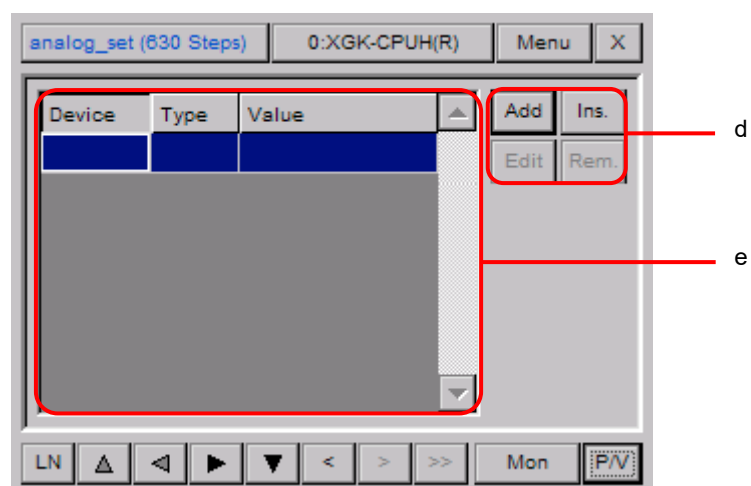 analog_set (630 Steps) 0:XGK-CPUH(R) Menu X
Device Type Value Add Ins.
d
Edit Rem.
e
LN < > >> Mon P/V